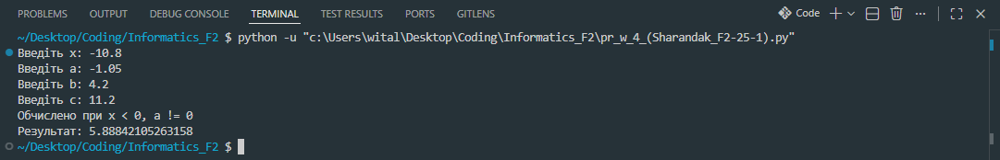 PROBLEMS OUTPUT DEBUG CONSOLE TERMINAL TEST RESULTS PORTS GITLENS Code
~/Desktop/Coding/Informatics_F2 $ python -u "c:\Users\wital\Desktop\Coding\Informatics_F2\pr_w_4_(Sharandak_F2-25-1).py"
Введіть x: -10.8
Введіть a: -1.05
Введіть b: 4.2
Введіть c: 11.2
Обчислено при x < 0, a != 0
Результат: 5.88842105263158
~/Desktop/Coding/Informatics_F2 $